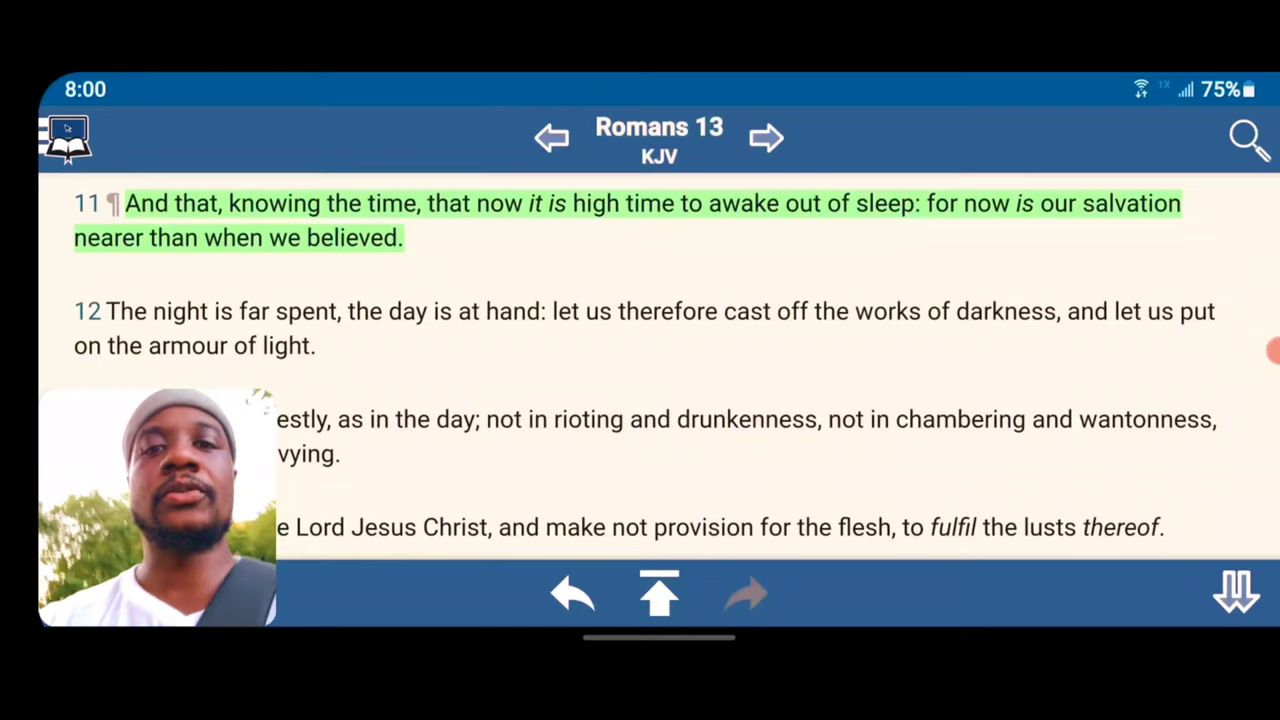 8:00
1X 75%
Romans 13
KJV
11 ¶ And that, knowing the time, that now it is high time to awake out of sleep: for now is our salvation
nearer than when we believed.
12 The night is far spent, the day is at hand: let us therefore cast off the works of darkness, and let us put
on the armour of light.
estly, as in the day; not in rioting and drunkenness, not in chambering and wantonness,
vying.
e Lord Jesus Christ, and make not provision for the flesh, to fulfil the lusts thereof.